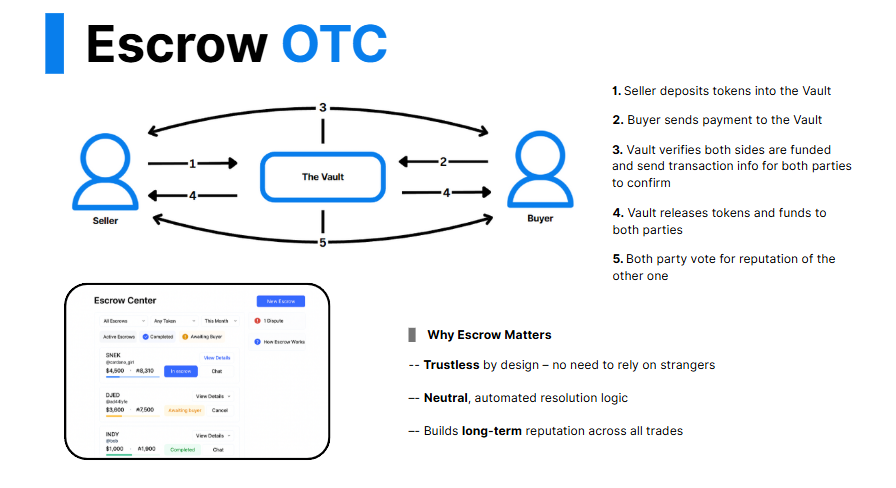 Escrow OTC
3
1
2
The Vault
4
4
Seller
Buyer
5
1. Seller deposits tokens into the Vault
2. Buyer sends payment to the Vault
3. Vault verifies both sides are funded
and send transaction info for both parties
to confirm
4. Vault releases tokens and funds to
both parties
5. Both party vote for reputation of the
other one
Escrow Center
New Escrow
All Escrows
Any Token
This Month
1 Dispute
Active Escrows
Completed
Awaiting Buyer
How Escrow Works
SNEK
View Details
@cardano_girl
$4,500 · ₳8,310
In escrow
Chat
DJED
View Details
$3,600 · ₳7,500
Awaiting buyer
Cancel
INDY
View Details
@bob
$1,000 · ₳1,900
Completed
Chat
Why Escrow Matters
-- Trustless by design – no need to rely on strangers
–- Neutral, automated resolution logic
–- Builds long-term reputation across all trades